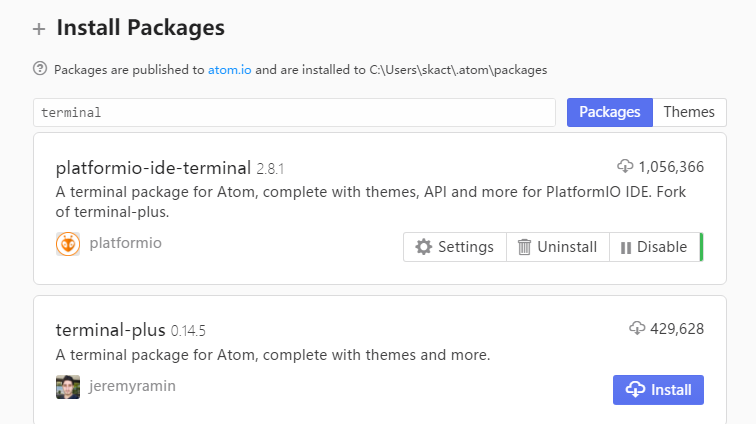 Install Packages
Packages are published to atom.io and are installed to C:\Users\skact\.atom\packages
terminal
Packages
Themes
platformio-ide-terminal 2.8.1
1,056,366
A terminal package for Atom, complete with themes, API and more for PlatformIO IDE. Fork
of terminal-plus.
platformio
Settings
Uninstall
Disable
terminal-plus 0.14.5
429,628
A terminal package for Atom, complete with themes and more.
jeremyramin
Install